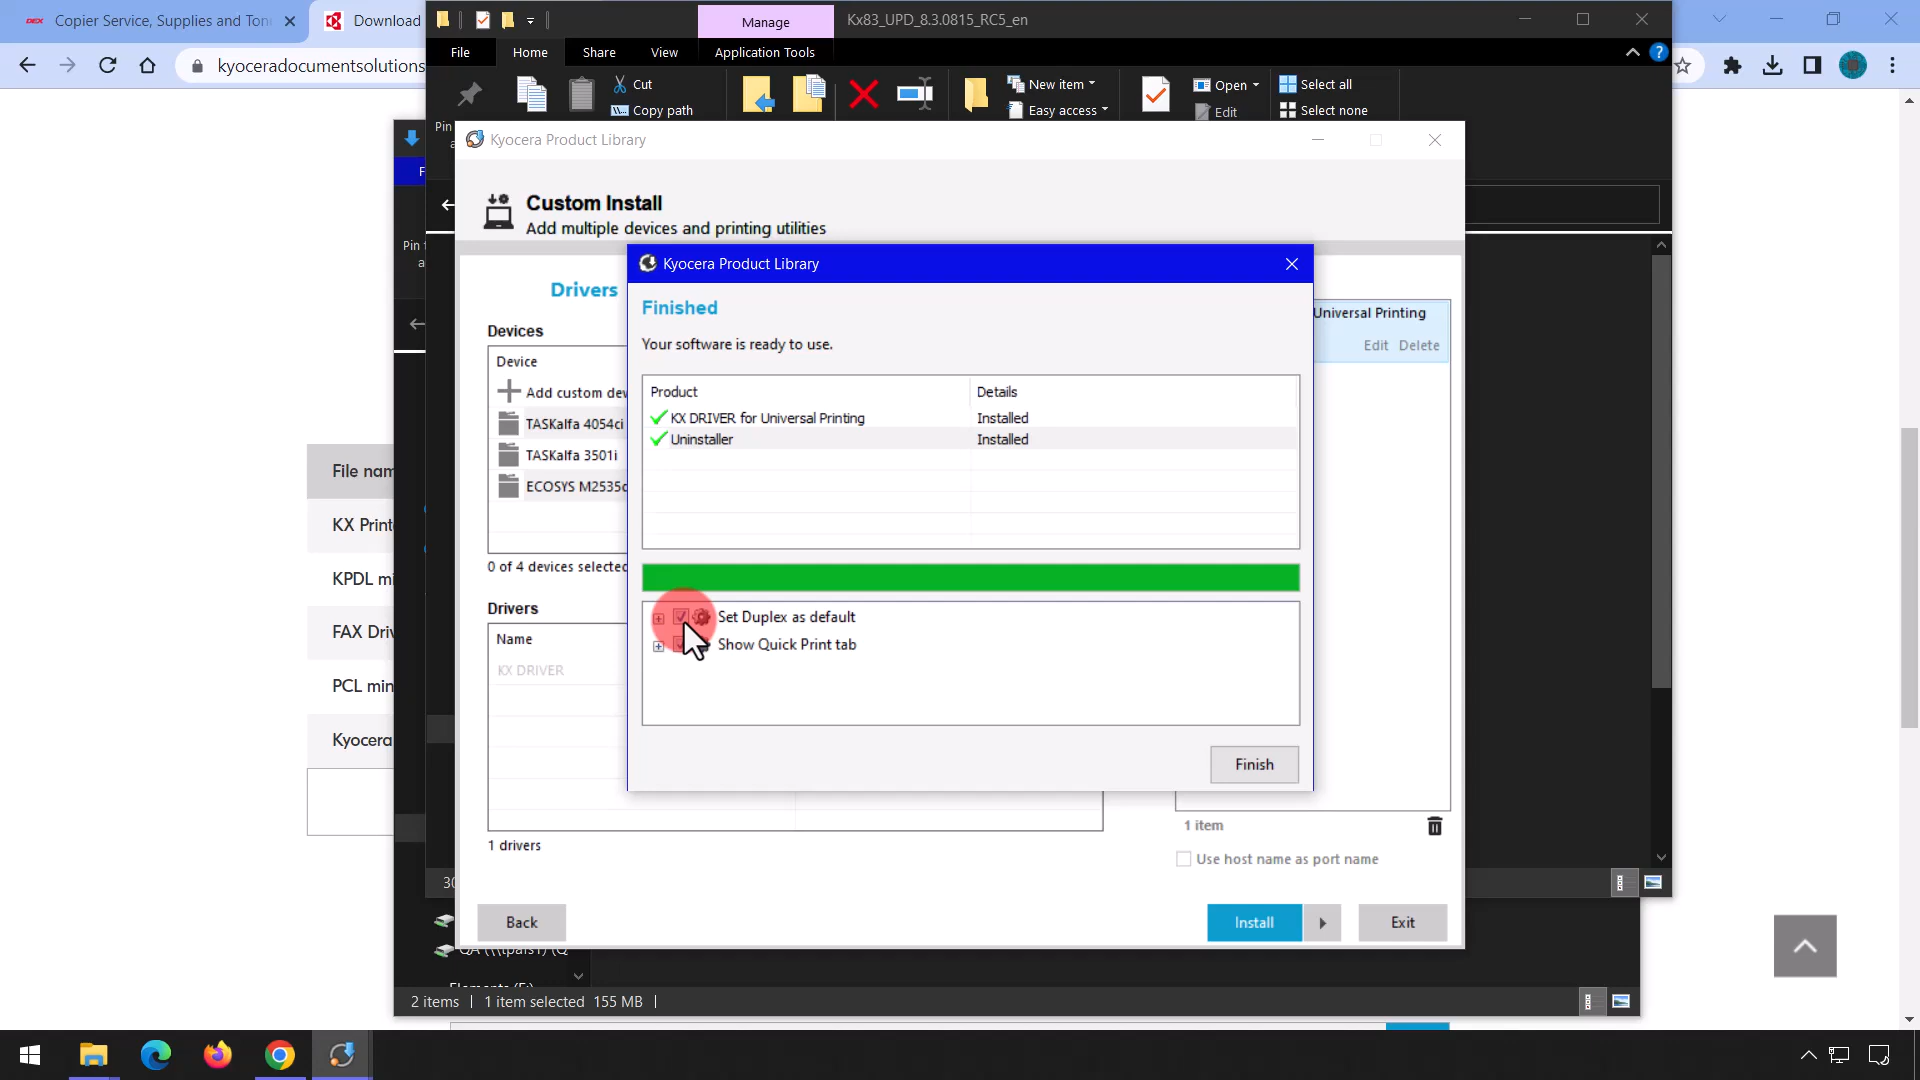 Copier Service, Supplies and Ton
Download
Manage
Kx83_UPD_8.3.0815_RC5_en
File
Home
Share
View
Application Tools
kyoceradocumentsolutions
Cut
Copy path
New item
Easy access
Open
Edit
Select all
Select none
Pin
a
Kyocera Product Library
F
Custom Install
Add multiple devices and printing utilities
Pin t
a
Kyocera Product Library
Drivers
Finished
Universal Printing
Edit Delete
Devices
Your software is ready to use.
Device
Add custom dev
TASKalfa 4054ci
TASKalfa 3501i
ECOSYS M2535d
Product
Details
KX DRIVER for Universal Printing
Installed
Uninstaller
Installed
File nam
KX Print
KPDL mi
FAX Driv
PCL min
Kyocera
0 of 4 devices selected
Drivers
Name
KX DRIVER
Set Duplex as default
Show Quick Print tab
Finish
1 item
1 drivers
Use host name as port name
30
Back
Install
Exit
2 items
1 item selected 155 MB